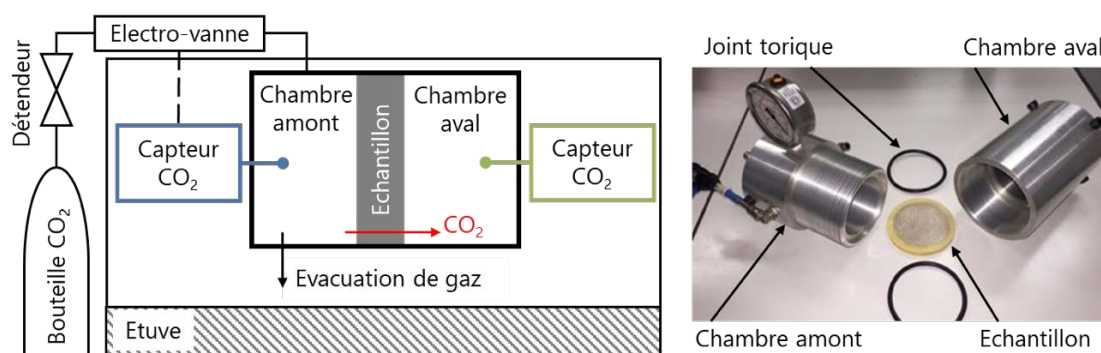 Electro-vanne
Détendeur
Chambre
amont
Chambre
aval
Echantillon
Capteur
CO₂
Capteur
CO₂
CO₂
Evacuation de gaz
Bouteille CO₂
Etuve
Joint torique
Chambre aval
Chambre amont
Echantillon